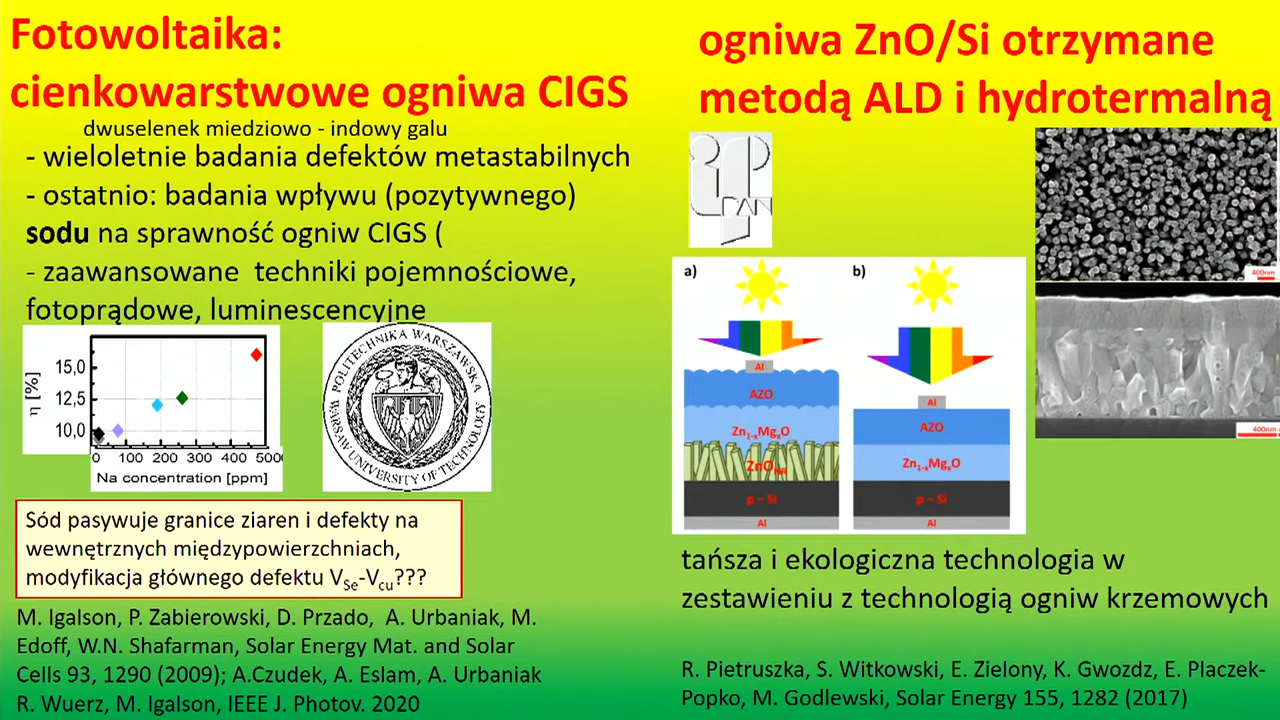 Fotowoltaika:
cienkowarstwowe ogniwa CIGS
dwuselenek miedziowo - indowy galu
- wieloletnie badania defektów metastabilnych
- ostatnio: badania wpływu (pozytywnego)
sodu na sprawność ogniw CIGS (
- zaawansowane techniki pojemnościowe,
fotoprądowe, luminescencyjne
η [%]
15,0
12,5
10,0
0 100 200 300 400 500
Na concentration [ppm]
POLITECHNIKA WARSZAWSKA
WARSAW UNIVERSITY OF TECHNOLOGY
Sód pasywuje granice ziaren i defekty na
wewnętrznych międzypowierzchniach,
modyfikacja głównego defektu VSe-Vcu???
M. Igalson, P. Zabierowski, D. Przado, A. Urbaniak, M.
Edoff, W.N. Shafarman, Solar Energy Mat. and Solar
Cells 93, 1290 (2009); A.Czudek, A. Eslam, A. Urbaniak
R. Wuerz, M. Igalson, IEEE J. Photov. 2020
ogniwa ZnO/Si otrzymane
metodą ALD i hydrotermalną
IF
PAN
400nm
400nm
a)
Al
AZO
Zn1-xMgxO
ZnONR
p – Si
Al
b)
Al
AZO
Zn1-xMgxO
p – Si
Al
tańsza i ekologiczna technologia w
zestawieniu z technologią ogniw krzemowych
R. Pietruszka, S. Witkowski, E. Zielony, K. Gwozdz, E. Placzek-
Popko, M. Godlewski, Solar Energy 155, 1282 (2017)